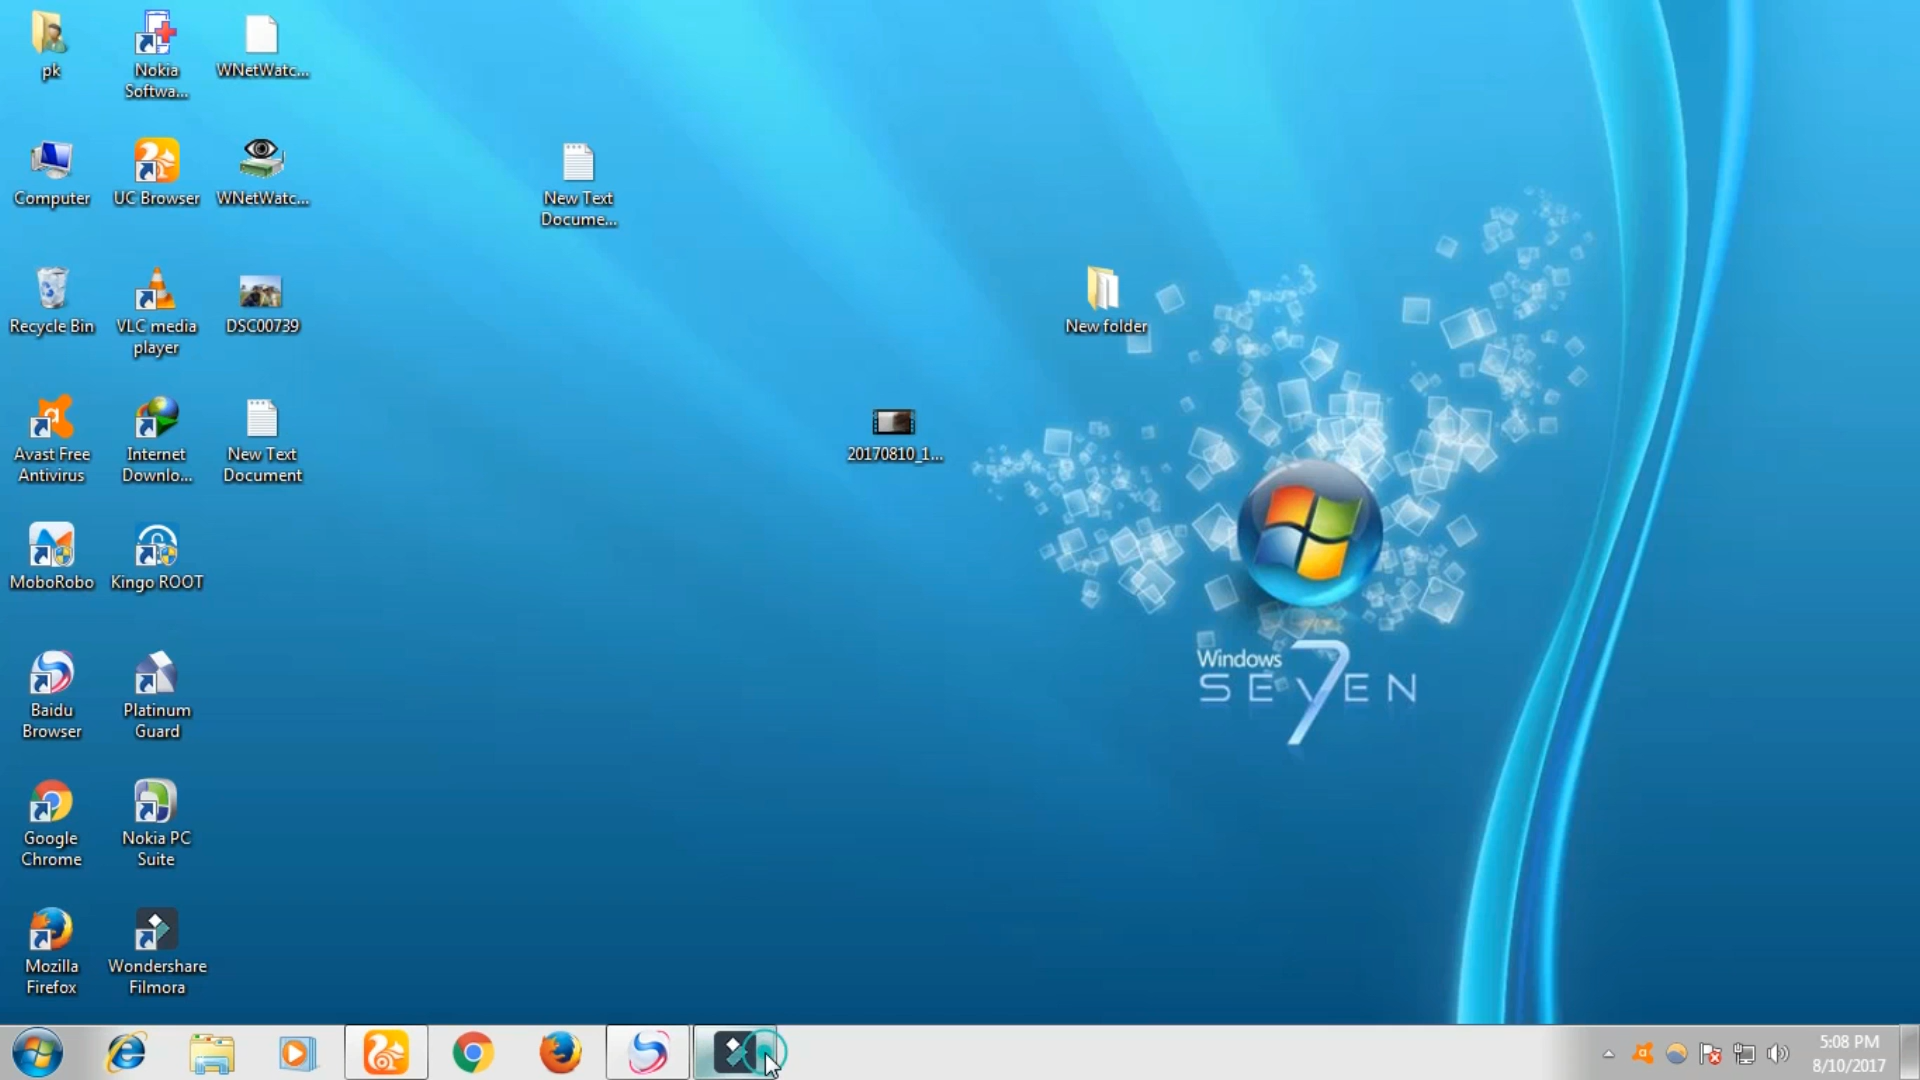 pk
Nokia
Softwa...
WNetWatc...
Computer
UC Browser
WNetWatc...
New Text
Docume...
Recycle Bin
VLC media
player
DSC00739
New folder
Avast Free
Antivirus
Internet
Downlo...
New Text
Document
20170810_1...
MoboRobo
Kingo ROOT
Windows
SEVEN
7
Baidu
Browser
Platinum
Guard
Google
Chrome
Nokia PC
Suite
Mozilla
Firefox
Wondershare
Filmora
5:08 PM
8/10/2017